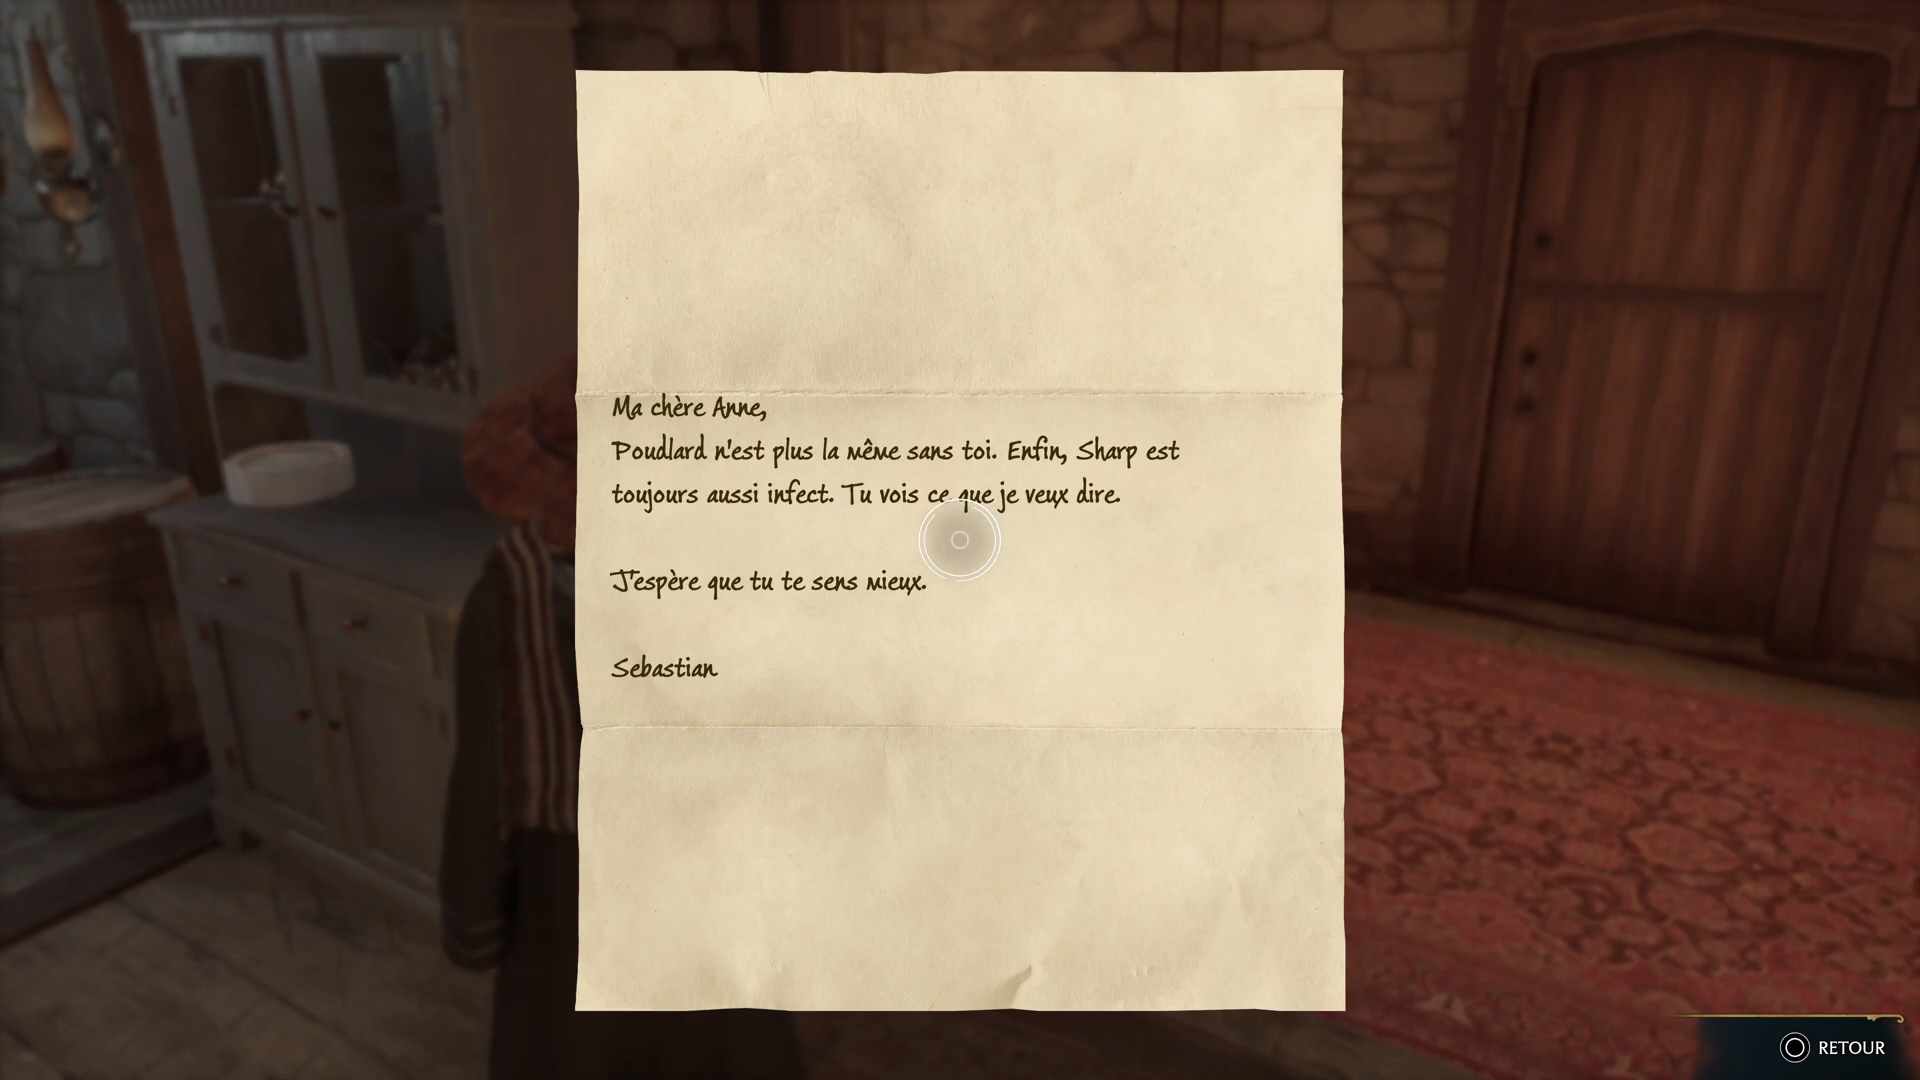 Ma chère Anne,
Poudlard n'est plus la même sans toi. Enfin, Sharp est
toujours aussi infect. Tu vois ce que je veux dire.
J'espère que tu te sens mieux.
Sebastian
RETOUR